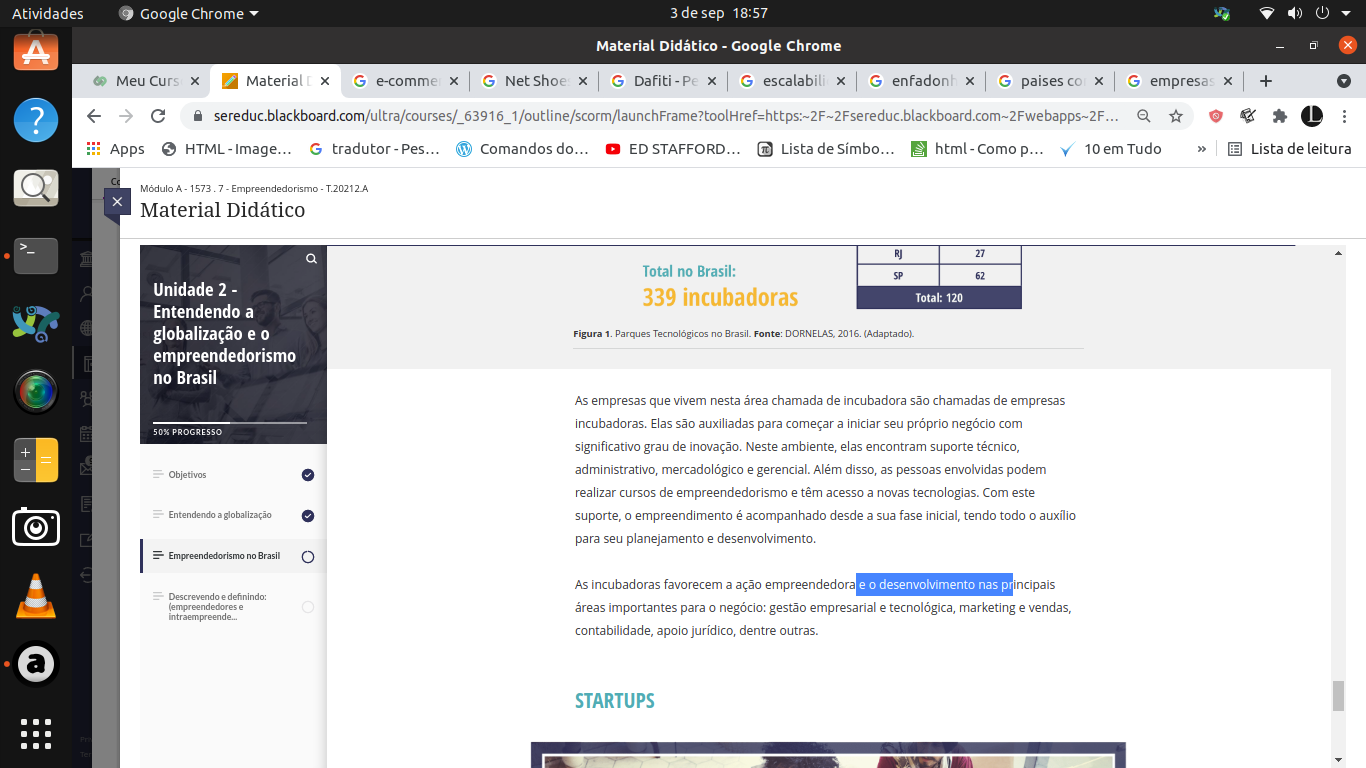 Atividades
Google Chrome
3 de sep 18:57
Material Didático - Google Chrome
Meu Curs
Material D
e-comme
Net Shoe
Dafiti - Pe
escalabili
enfadonh
paises co
empresas
sereduc.blackboard.com/ultra/courses/_63916_1/outline/scorm/launchFrame?toolHref=https:~2F~2Fsereduc.blackboard.com~2Fwebapps~2F...
Apps
HTML - Image...
tradutor - Pes...
Comandos do...
ED STAFFORD...
Lista de Símbo...
html - Como p...
10 em Tudo
»
Lista de leitura
Co
Módulo A - 1573 . 7 - Empreendedorismo - T.20212.A
Material Didático
Unidade 2 -
Entendendo a
globalização e o
empreendedorismo
no Brasil
50% PROGRESSO
Objetivos
Entendendo a globalização
Empreendedorismo no Brasil
Descrevendo e definindo:
(empreendedores e
intraempreende...
RJ 27
SP 62
Total: 120
Total no Brasil:
339 incubadoras
Figura 1. Parques Tecnológicos no Brasil. Fonte: DORNELAS, 2016. (Adaptado).
As empresas que vivem nesta área chamada de incubadora são chamadas de empresas
incubadoras. Elas são auxiliadas para começar a iniciar seu próprio negócio com
significativo grau de inovação. Neste ambiente, elas encontram suporte técnico,
administrativo, mercadológico e gerencial. Além disso, as pessoas envolvidas podem
realizar cursos de empreendedorismo e têm acesso a novas tecnologias. Com este
suporte, o empreendimento é acompanhado desde a sua fase inicial, tendo todo o auxílio
para seu planejamento e desenvolvimento.
As incubadoras favorecem a ação empreendedora e o desenvolvimento nas principais
áreas importantes para o negócio: gestão empresarial e tecnológica, marketing e vendas,
contabilidade, apoio jurídico, dentre outras.
STARTUPS